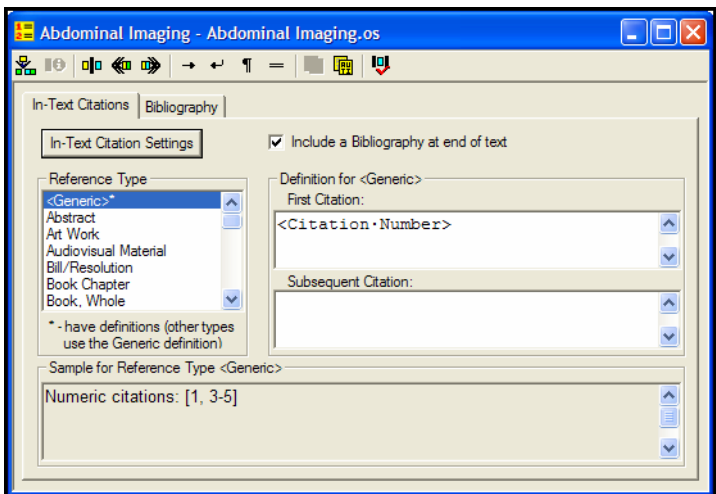 Abdominal Imaging - Abdominal Imaging.os
In-Text Citations
Bibliography
In-Text Citation Settings
Include a Bibliography at end of text
Reference Type
<Generic>*
Abstract
Art Work
Audiovisual Material
Bill/Resolution
Book Chapter
Book, Whole
* - have definitions (other types
use the Generic definition)
Definition for <Generic>
First Citation:
<Citation·Number>
Subsequent Citation:
Sample for Reference Type <Generic>
Numeric citations: [1, 3-5]